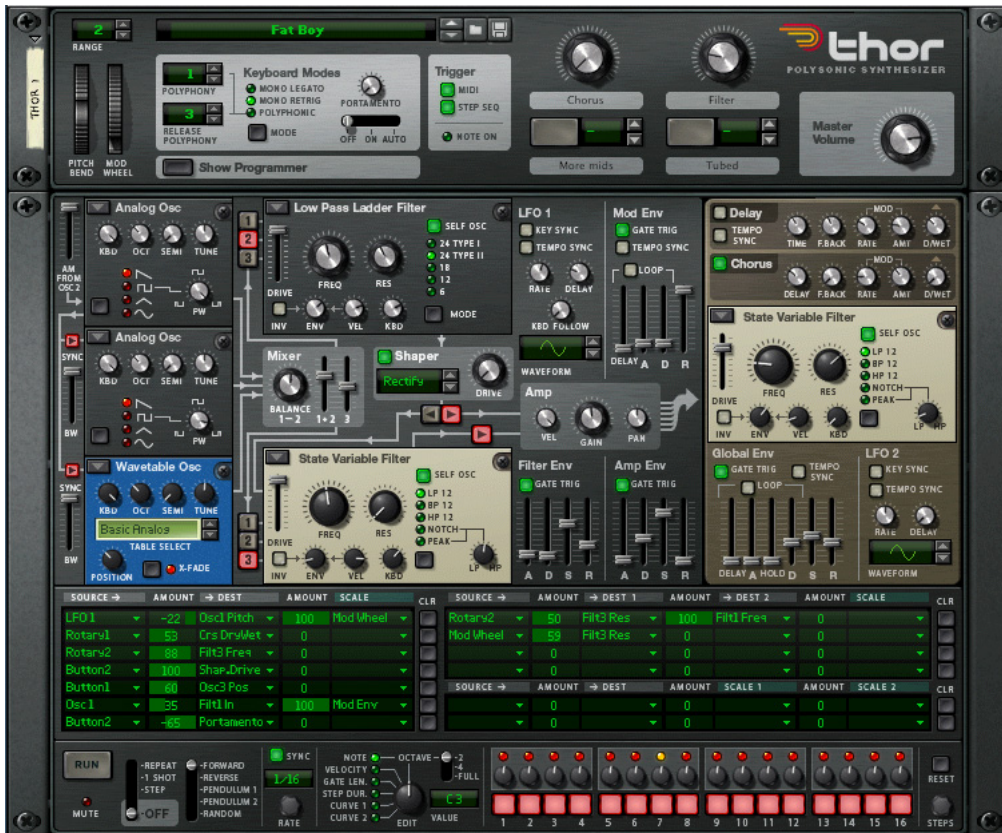 2
RANGE
Fat Boy
thor
POLYSONIC SYNTHESIZER
THOR 1
PITCH BEND
MOD WHEEL
1
POLYPHONY
3
RELEASE POLYPHONY
Keyboard Modes
MONO LEGATO
MONO RETRIG
POLYPHONIC
MODE
PORTAMENTO
OFF ON AUTO
Trigger
MIDI
STEP SEQ
NOTE ON
Show Programmer
Chorus
Filter
–
–
More mids
Tubed
Master Volume
AM FROM OSC 2
SYNC
BW
SYNC
BW
Analog Osc
KBD OCT SEMI TUNE
PW
Analog Osc
KBD OCT SEMI TUNE
PW
Wavetable Osc
KBD OCT SEMI TUNE
Basic Analog
TABLE SELECT
POSITION
X-FADE
1
2
3
Low Pass Ladder Filter
DRIVE
FREQ
RES
SELF OSC
24 TYPE I
24 TYPE II
18
12
6
INV ENV VEL KBD
MODE
Mixer
BALANCE
1–2
1+2 3
Shaper
Rectify
DRIVE
1
2
3
State Variable Filter
DRIVE
FREQ
RES
SELF OSC
LP 12
BP 12
HP 12
NOTCH
PEAK
INV ENV VEL KBD
LP HP
LFO 1
KEY SYNC
TEMPO SYNC
RATE DELAY
KBD FOLLOW
WAVEFORM
Mod Env
GATE TRIG
TEMPO SYNC
LOOP
DELAY A D R
Amp
VEL GAIN PAN
Filter Env
GATE TRIG
A D S R
Amp Env
GATE TRIG
A D S R
Delay
TEMPO SYNC
MOD
TIME F.BACK RATE AMT D/WET
Chorus
MOD
DELAY F.BACK RATE AMT D/WET
State Variable Filter
DRIVE
FREQ
RES
SELF OSC
LP 12
BP 12
HP 12
NOTCH
PEAK
INV ENV VEL KBD
LP HP
Global Env
GATE TRIG
TEMPO SYNC
LOOP
DELAY A HOLD D S R
LFO 2
KEY SYNC
TEMPO SYNC
RATE DELAY
WAVEFORM
SOURCE → AMOUNT → DEST AMOUNT SCALE CLR
LFO 1 -22 Osc1 Pitch 100 Mod Wheel
Rotary1 53 Crs DryWet 0
Rotary2 88 Filt3 Freq 0
Button2 100 Shap.Drive 0
Button1 60 Osc3 Pos 0
Osc 1 35 Filt1 In 100 Mod Env
Button2 -65 Portamento 0
SOURCE → AMOUNT → DEST 1 AMOUNT → DEST 2 AMOUNT SCALE CLR
Rotary2 50 Filt3 Res 100 Filt1 Freq 0
Mod Wheel 59 Filt3 Res 0 0
0 0 0
0 0 0
SOURCE → AMOUNT → DEST AMOUNT SCALE 1 AMOUNT SCALE 2 CLR
0 0 0
0 0 0
RUN
MUTE
-REPEAT
-1 SHOT
-STEP
-OFF
-FORWARD
-REVERSE
-PENDULUM 1
-PENDULUM 2
-RANDOM
SYNC
1/16
RATE
NOTE
VELOCITY
GATE LEN.
STEP DUR.
CURVE 1
CURVE 2
EDIT
OCTAVE
-2
-4
-FULL
C 3
VALUE
1 2 3 4 5 6 7 8 9 10 11 12 13 14 15 16
RESET
STEPS